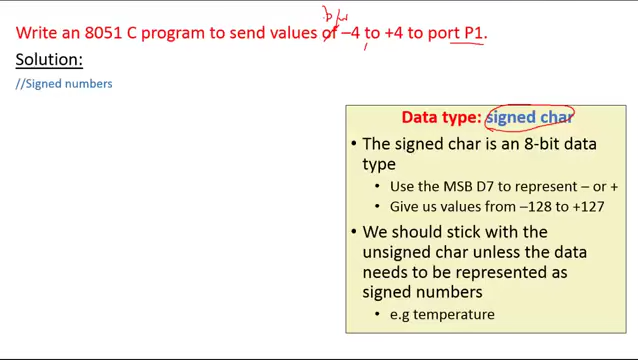 Write an 8051 C program to send values of –4 to +4 to port P1.
Solution:
//Signed numbers
Data type: signed char
• The signed char is an 8-bit data
type
• Use the MSB D7 to represent – or +
• Give us values from –128 to +127
• We should stick with the
unsigned char unless the data
needs to be represented as
signed numbers
• e.g temperature